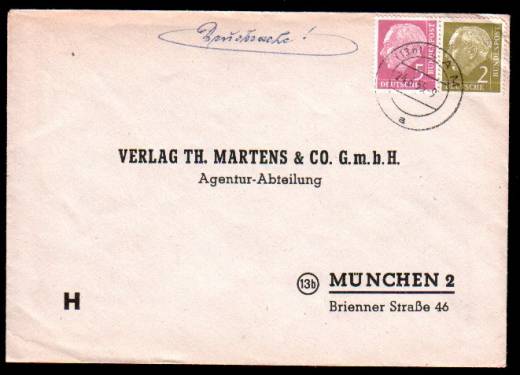 Drucksache!
5
DEUTSCHE
BUNDESPOST
2
DEUTSCHE
BUNDESPOST
(13a)
a
VERLAG TH. MARTENS & CO. G.m.b.H.
Agentur-Abteilung
13b MÜNCHEN 2
Brienner Straße 46
H